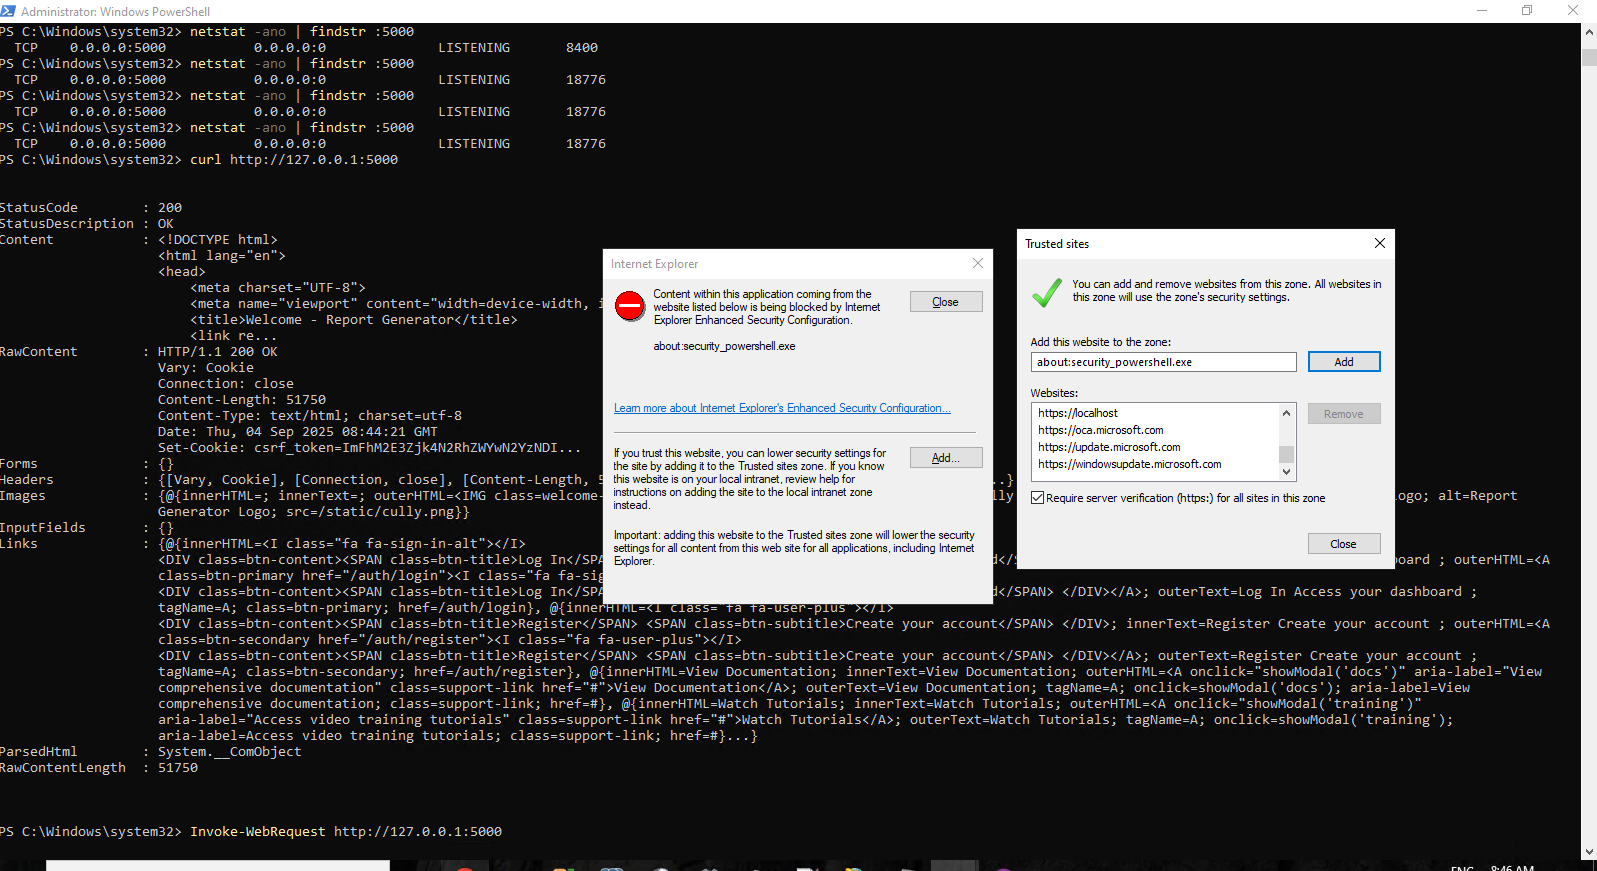 Administrator: Windows PowerShell
PS C:\Windows\system32> netstat -ano | findstr :5000
TCP 0.0.0.0:5000 0.0.0.0:0 LISTENING 8400
PS C:\Windows\system32> netstat -ano | findstr :5000
TCP 0.0.0.0:5000 0.0.0.0:0 LISTENING 18776
PS C:\Windows\system32> netstat -ano | findstr :5000
TCP 0.0.0.0:5000 0.0.0.0:0 LISTENING 18776
PS C:\Windows\system32> netstat -ano | findstr :5000
TCP 0.0.0.0:5000 0.0.0.0:0 LISTENING 18776
PS C:\Windows\system32> curl http://127.0.0.1:5000
StatusCode : 200
StatusDescription : OK
Content : <!DOCTYPE html>
<html lang="en">
<head>
<meta charset="UTF-8">
<meta name="viewport" content="width=device-width, i
<title>Welcome - Report Generator</title>
<link re...
RawContent : HTTP/1.1 200 OK
Vary: Cookie
Connection: close
Content-Length: 51750
Content-Type: text/html; charset=utf-8
Date: Thu, 04 Sep 2025 08:44:21 GMT
Set-Cookie: csrf_token=ImFhM2E3Zjk4N2RhZWYwN2YzNDI...
Forms : {}
Headers : {[Vary, Cookie], [Connection, close], [Content-Length, 5 ..}
Images : {@{innerHTML=; innerText=; outerHTML=<IMG class=welcome- ly ogo; alt=Report
Generator Logo; src=/static/cully.png}}
InputFields : {}
Links : {@{innerHTML=<I class="fa fa-sign-in-alt"></I>
<DIV class=btn-content><SPAN class=btn-title>Log In</SPA d</S board ; outerHTML=<A
class=btn-primary href="/auth/login"><I class="fa fa-sig
<DIV class=btn-content><SPAN class=btn-title>Log In</SPA d</SPAN> </DIV></A>; outerText=Log In Access your dashboard ;
tagName=A; class=btn-primary; href=/auth/login}, @{innerHTML=<I class="fa fa-user-plus"></I>
<DIV class=btn-content><SPAN class=btn-title>Register</SPAN> <SPAN class=btn-subtitle>Create your account</SPAN> </DIV>; innerText=Register Create your account ; outerHTML=<A
class=btn-secondary href="/auth/register"><I class="fa fa-user-plus"></I>
<DIV class=btn-content><SPAN class=btn-title>Register</SPAN> <SPAN class=btn-subtitle>Create your account</SPAN> </DIV></A>; outerText=Register Create your account ;
tagName=A; class=btn-secondary; href=/auth/register}, @{innerHTML=View Documentation; innerText=View Documentation; outerHTML=<A onclick="showModal('docs')" aria-label="View
comprehensive documentation" class=support-link href="#">View Documentation</A>; outerText=View Documentation; tagName=A; onclick=showModal('docs'); aria-label=View
comprehensive documentation; class=support-link; href=#}, @{innerHTML=Watch Tutorials; innerText=Watch Tutorials; outerHTML=<A onclick="showModal('training')"
aria-label="Access video training tutorials" class=support-link href="#">Watch Tutorials</A>; outerText=Watch Tutorials; tagName=A; onclick=showModal('training');
aria-label=Access video training tutorials; class=support-link; href=#}...}
ParsedHtml : System.__ComObject
RawContentLength : 51750
PS C:\Windows\system32> Invoke-WebRequest http://127.0.0.1:5000
Internet Explorer
Content within this application coming from the
website listed below is being blocked by Internet
Explorer Enhanced Security Configuration.
Close
about:security_powershell.exe
Learn more about Internet Explorer's Enhanced Security Configuration...
If you trust this website, you can lower security settings for
the site by adding it to the Trusted sites zone. If you know
this website is on your local intranet, review help for
instructions on adding the site to the local intranet zone
instead.
Add...
Important: adding this website to the Trusted sites zone will lower the security
settings for all content from this web site for all applications, including Internet
Explorer.
Trusted sites
You can add and remove websites from this zone. All websites in
this zone will use the zone's security settings.
Add this website to the zone:
about:security_powershell.exe
Add
Websites:
https://localhost
https://oca.microsoft.com
https://update.microsoft.com
https://windowsupdate.microsoft.com
Remove
Require server verification (https:) for all sites in this zone
Close
ENG 8:46 AM